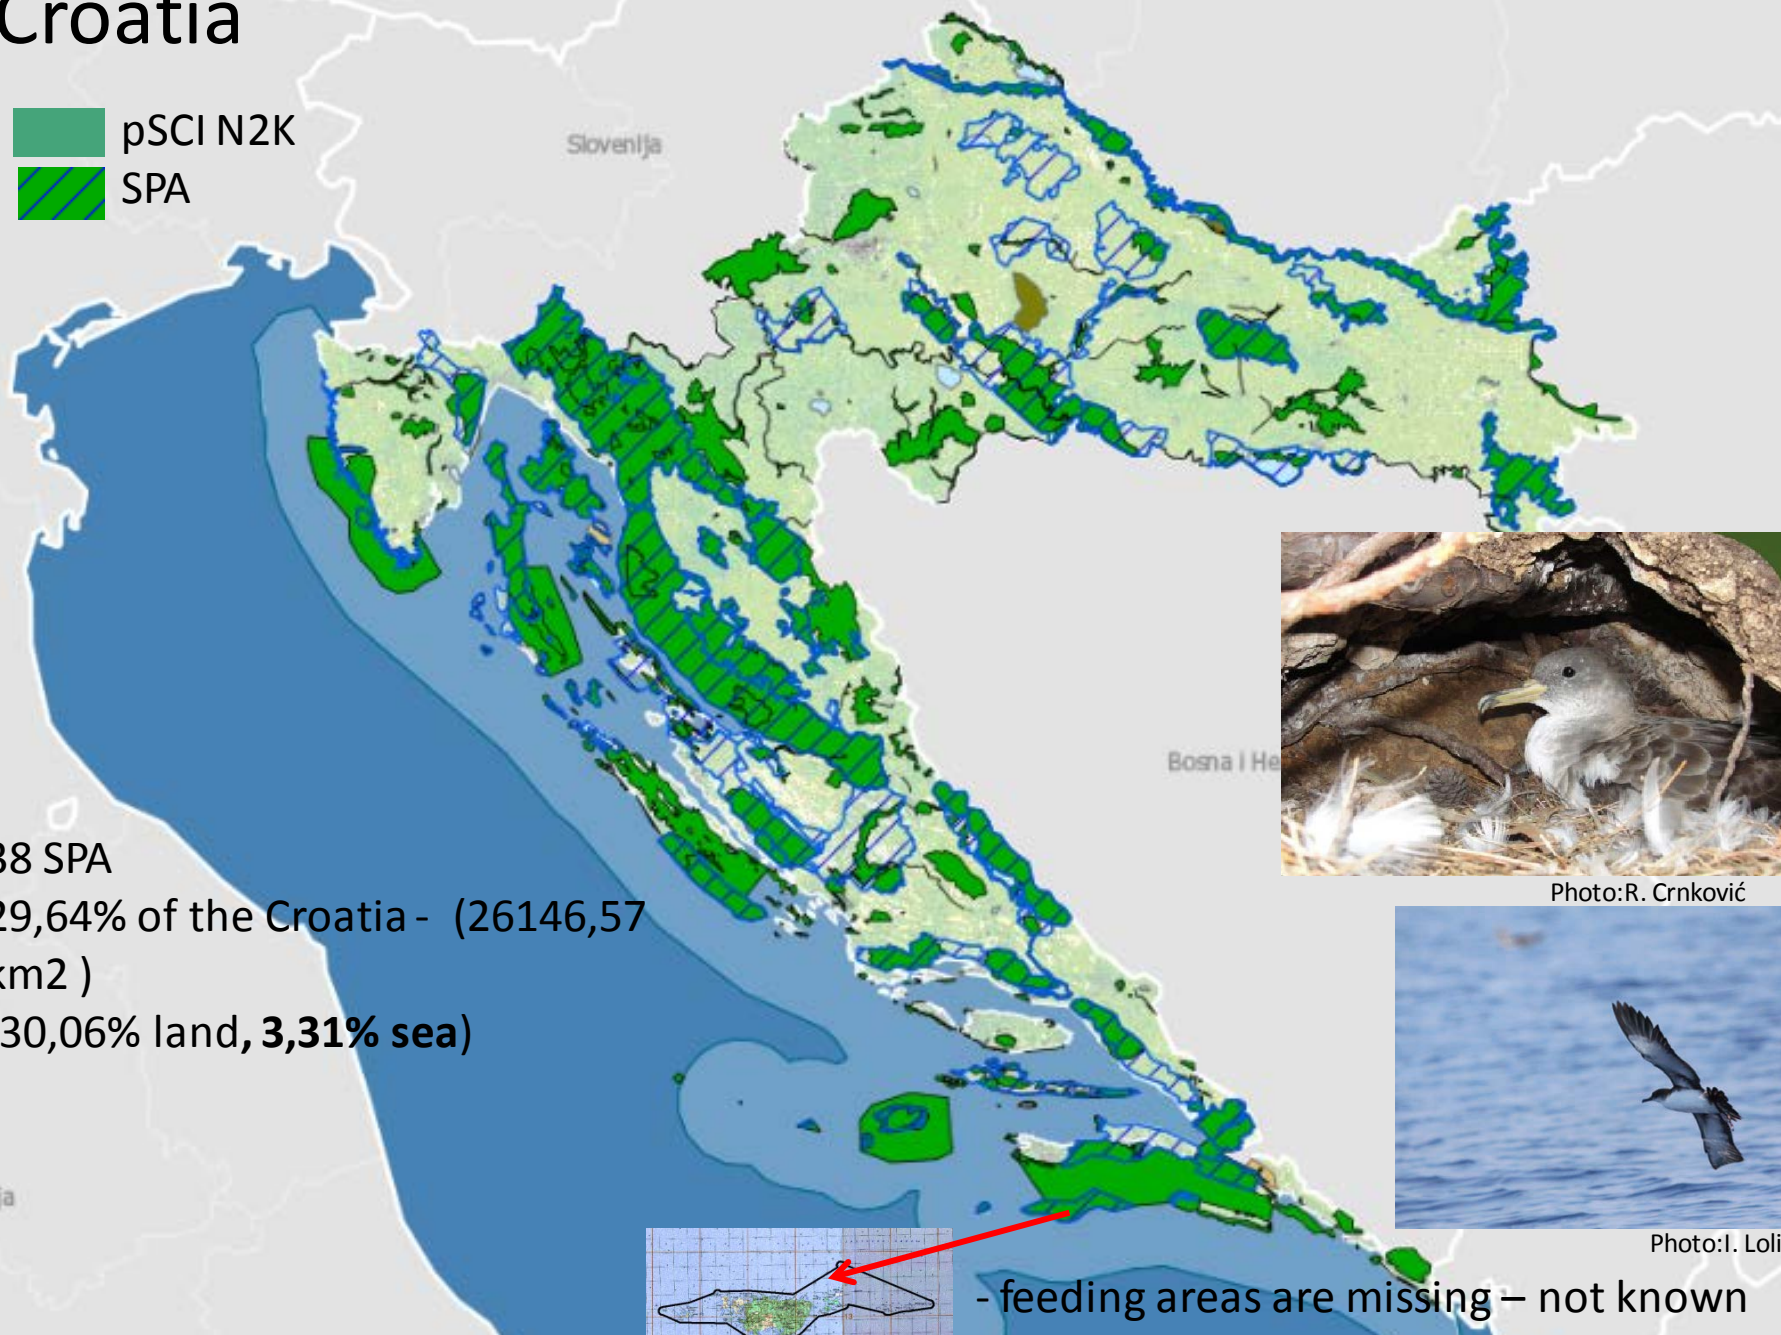 Croatia
pSCI N2K
SPA
Slovenija
Bosna i He
38 SPA
29,64% of the Croatia - (26146,57
km2 )
30,06% land, 3,31% sea)
Photo:R. Crnković
Photo:I. Loli
ja
- feeding areas are missing – not known